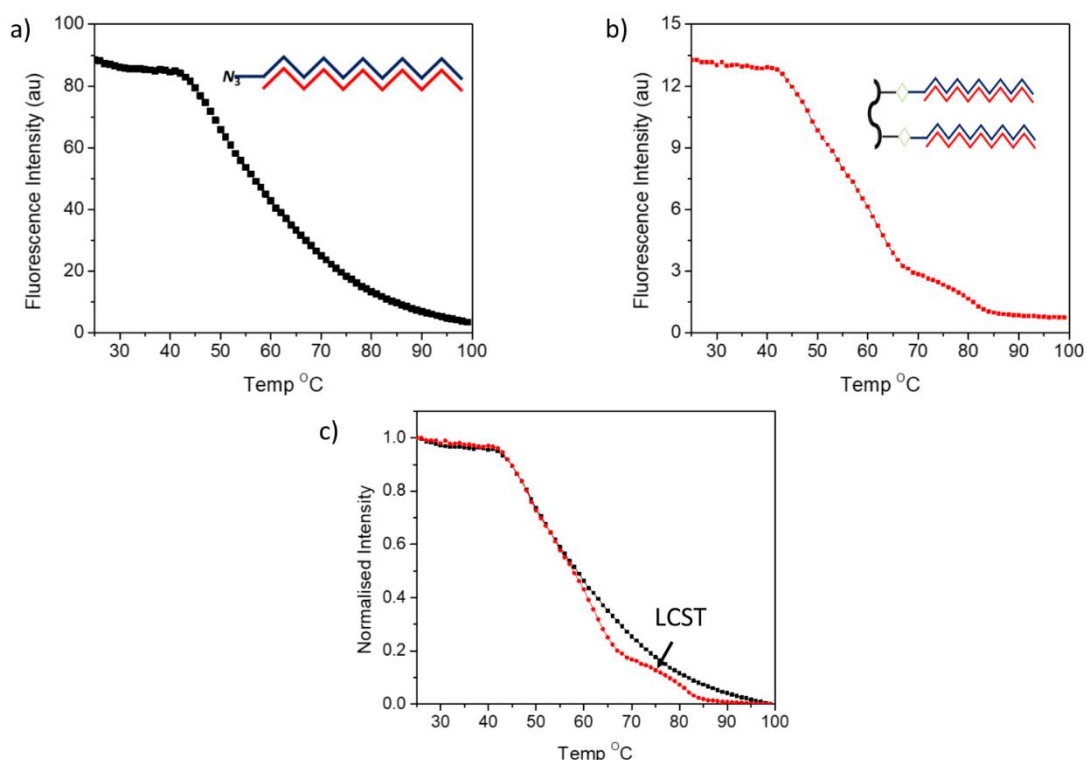 a)
Fluorescence Intensity (au)
100
80
60
40
20
0
N3
30 40 50 60 70 80 90 100
Temp °C
b)
Fluorescence Intensity (au)
15
12
9
6
3
0
30 40 50 60 70 80 90 100
Temp °C
c)
Normalised Intensity
1.0
0.8
0.6
0.4
0.2
0.0
LCST
30 40 50 60 70 80 90 100
Temp °C